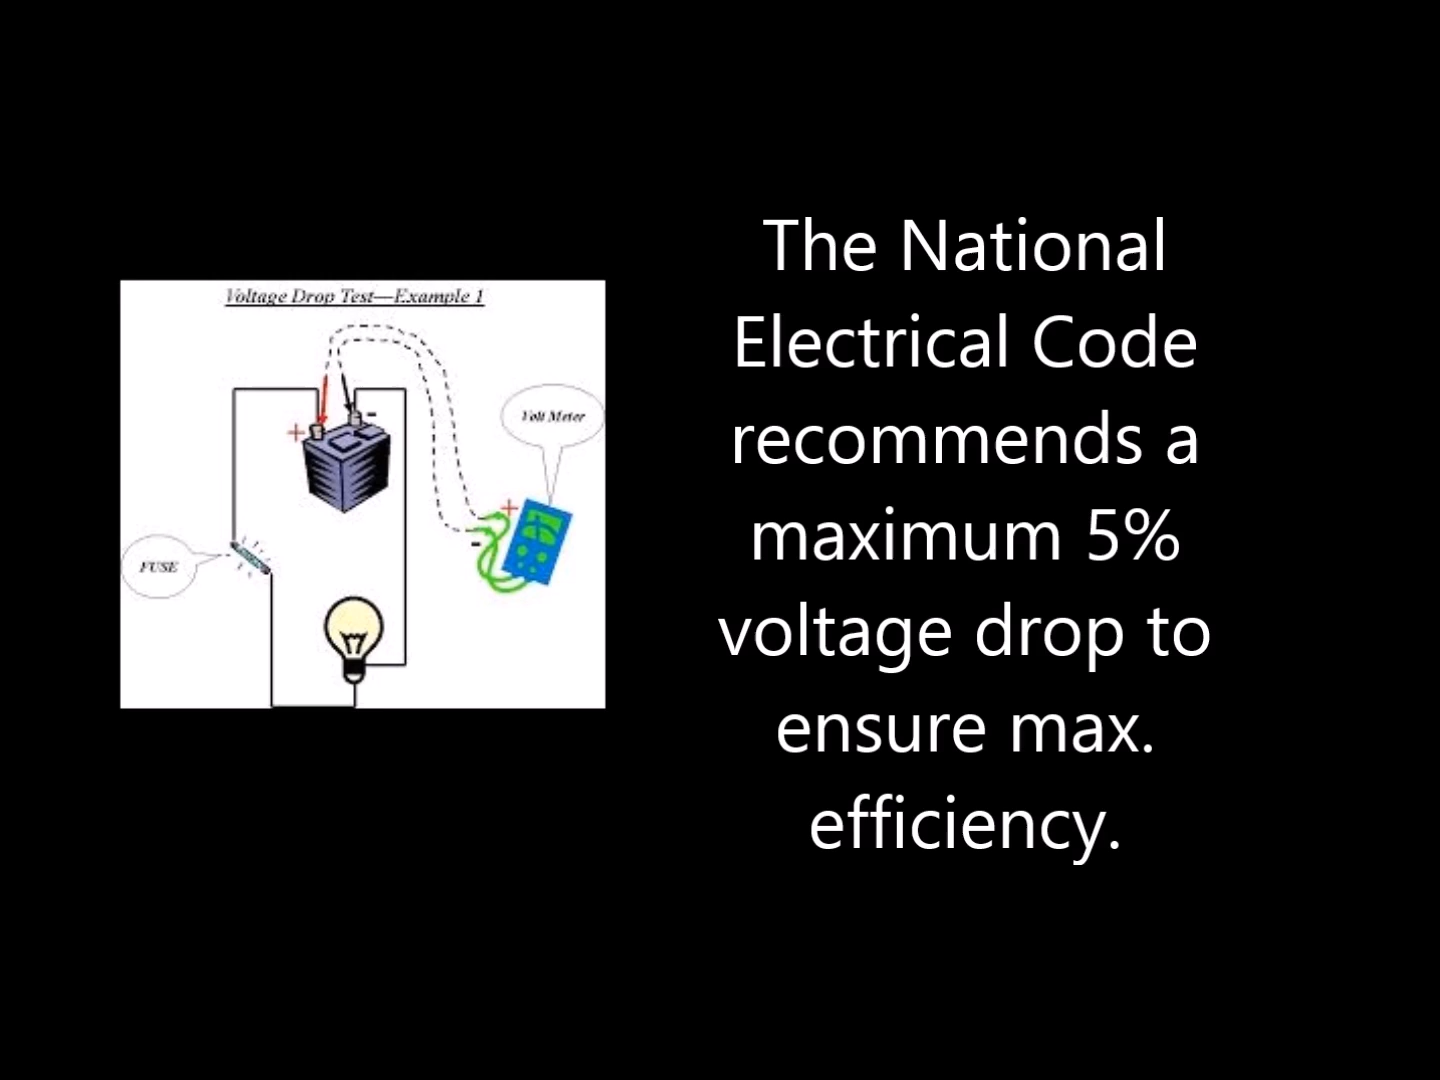 Voltage Drop Test—Example 1
+
-
Volt Meter
+
-
FUSE
The National
Electrical Code
recommends a
maximum 5%
voltage drop to
ensure max.
efficiency.